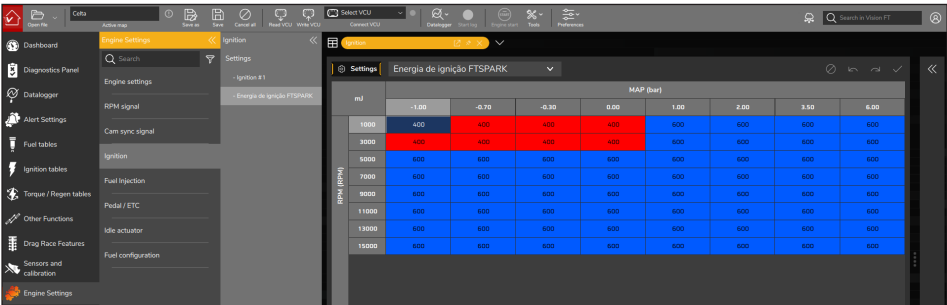 Open file
Celta
Active map
Save as
Save
Cancel all
Read VCU
Write VCU
Select VCU
Connect VCU
Datalogger
Start log
Engine start
Tools
Preferences
Search in Vision FT
Dashboard
Diagnostics Panel
Datalogger
Alert Settings
Fuel tables
Ignition tables
Torque / Regen tables
Other Functions
Drag Race Features
Sensors and
calibration
Engine Settings
Engine Settings
Search
Engine settings
RPM signal
Cam sync signal
Ignition
Fuel Injection
Pedal / ETC
Idle actuator
Fuel configuration
Ignition
Settings
- Ignition #1
- Energia de ignição FTSPARK
Ignition
Settings
Energia de ignição FTSPARK
mJ
MAP (bar)
-1.00 -0.70 -0.30 0.00 1.00 2.00 3.50 6.00
RPM (RPM)
1000 400 400 400 400 600 600 600 600
3000 400 400 400 400 600 600 600 600
5000 600 600 600 600 600 600 600 600
7000 600 600 600 600 600 600 600 600
9000 600 600 600 600 600 600 600 600
11000 600 600 600 600 600 600 600 600
13000 600 600 600 600 600 600 600 600
15000 600 600 600 600 600 600 600 600